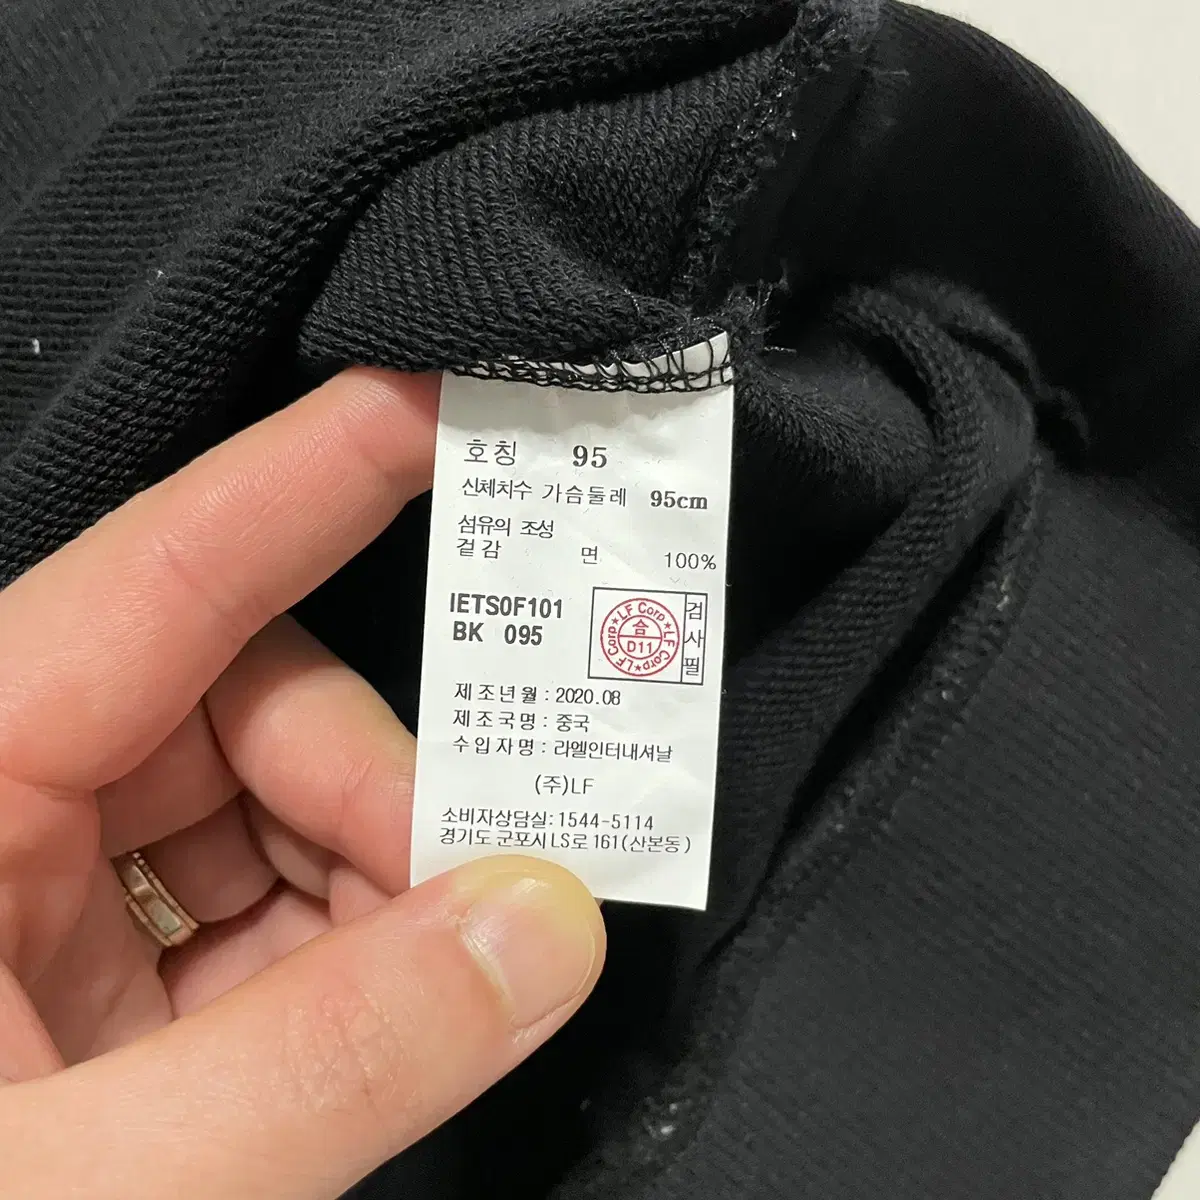 호칭 95
신체치수 가슴둘레 95cm
섬유의 조성
겉감 면 100%
IETS0F101
BK 095
★LF Corp★LF Corp★LF Corp
숨
D11
검사필
제조년월 : 2020.08
제조국명 : 중국
수입자명 : 라엘인터내셔날
(주)LF
소비자상담실:1544-5114
경기도 군포시LS로 161(산본동)